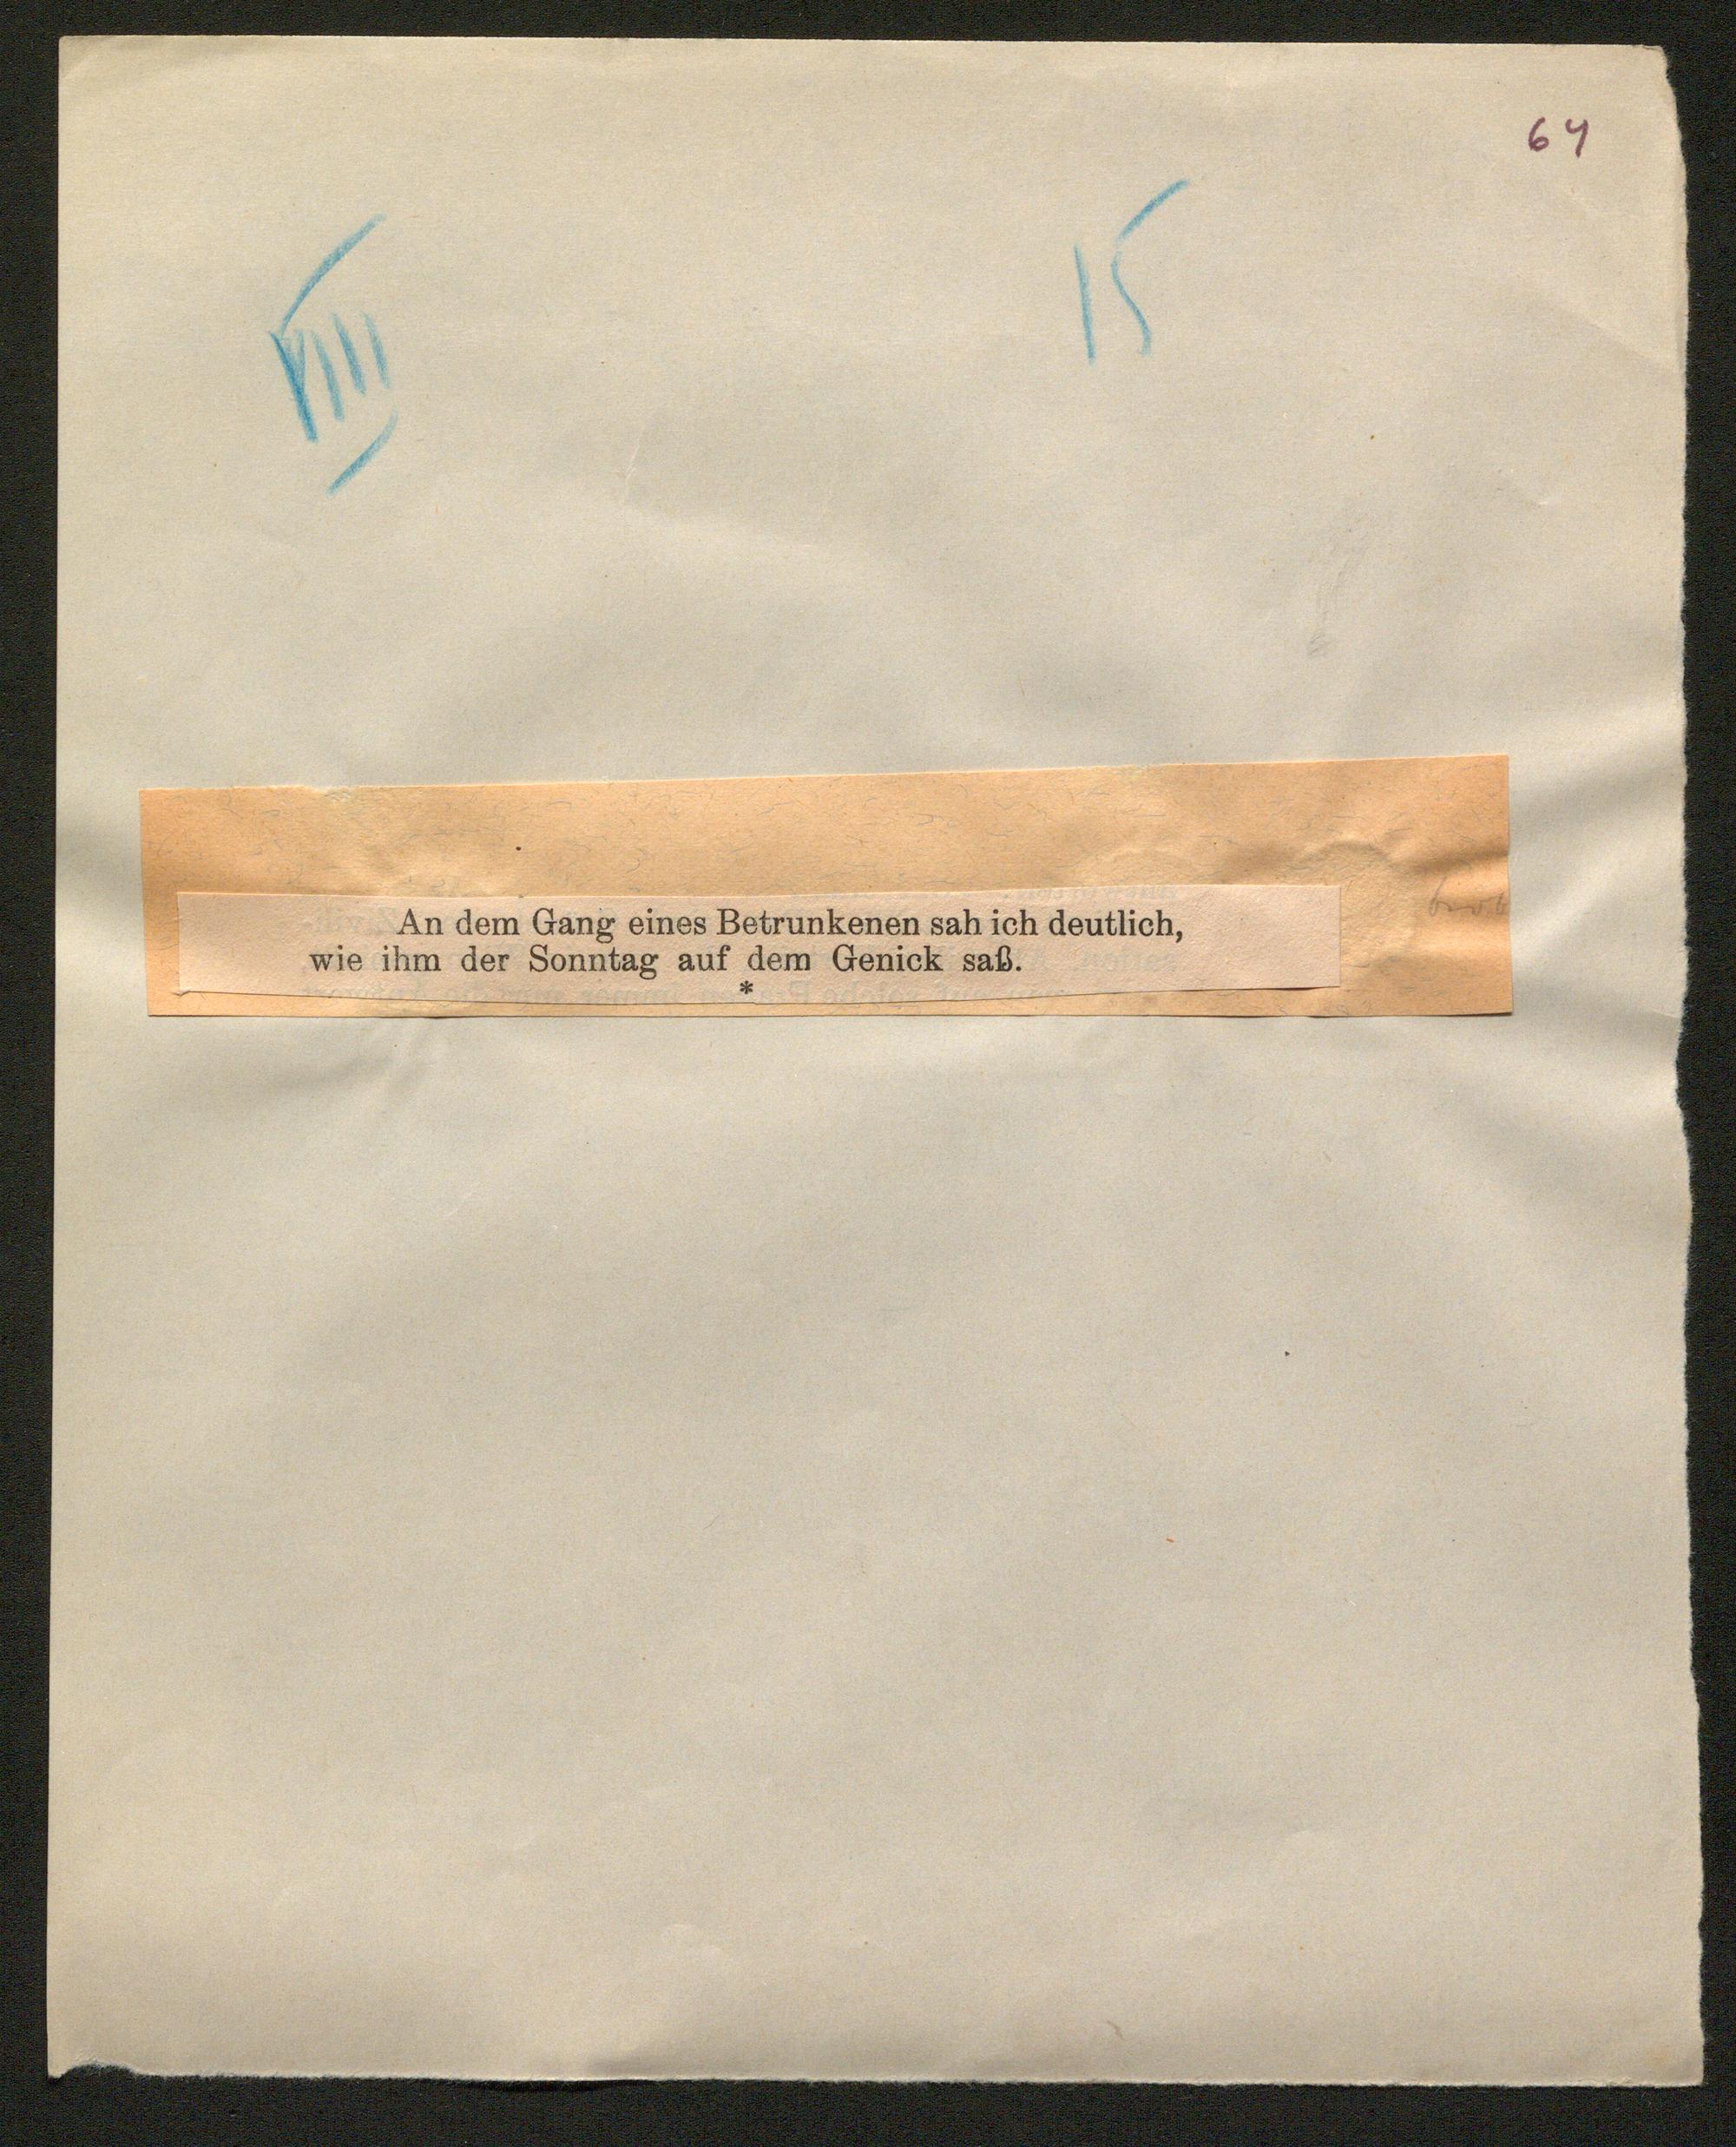 64
VIII
15
An dem Gang eines Betrunkenen sah ich deutlich,
wie ihm der Sonntag auf dem Genick saß.
*